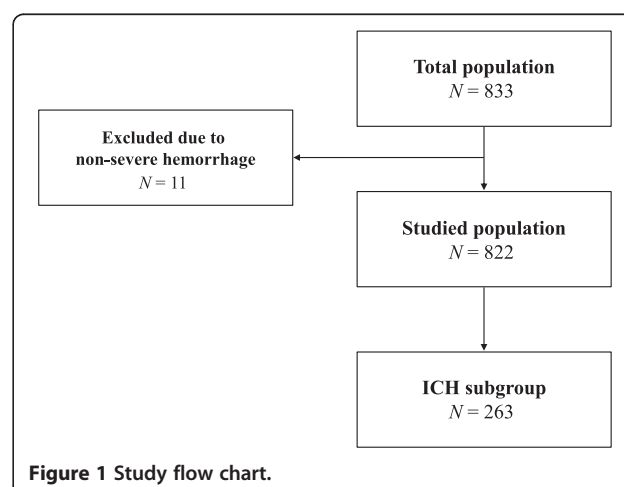 Total population
N = 833
Excluded due to
non-severe hemorrhage
N = 11
Studied population
N = 822
ICH subgroup
N = 263
Figure 1 Study flow chart.